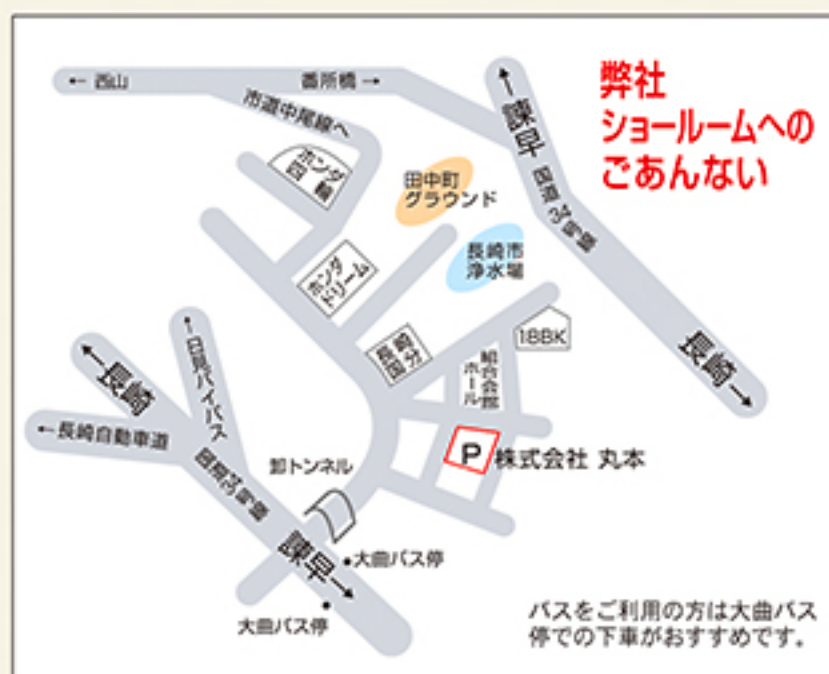 弊社
ショールームへの
ごあんない
←西山
番所橋→
市道中尾線へ
ホンダ
四輪
田中町
グラウンド
←諫早
国道34号線
長崎→
長崎市
浄水場
ホンダ
ドリーム
長崎
国分
18BK
組合会館
ホール
←日見バイパス
←長崎
←長崎自動車道
国道34号線
諫早→
卸トンネル
P
株式会社 丸本
大曲バス停
大曲バス停
バスをご利用の方は大曲バス
停での下車がおすすめです。